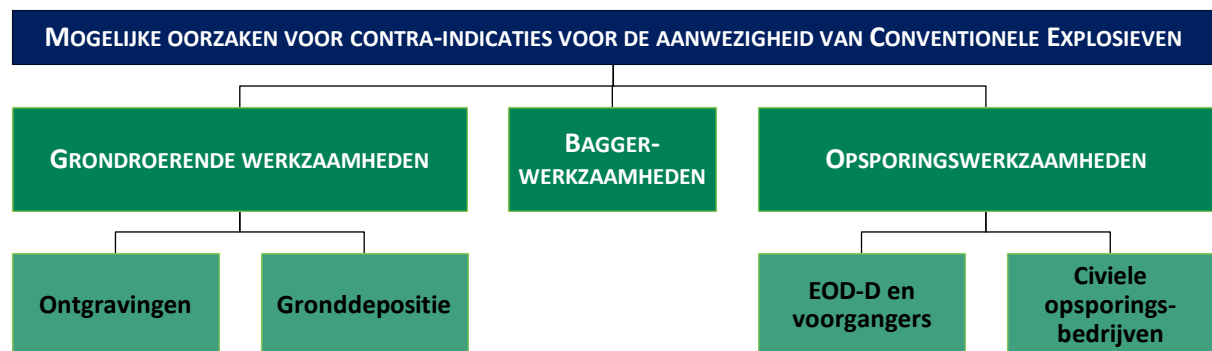 Mogelijke oorzaken voor contra-indicaties voor de aanwezigheid van Conventionele Explosieven
Grondroerende werkzaamheden
Bagger-
werkzaamheden
Opsporingswerkzaamheden
Ontgravingen
Gronddepositie
EOD-D en
voorgangers
Civiele
opsporings-
bedrijven